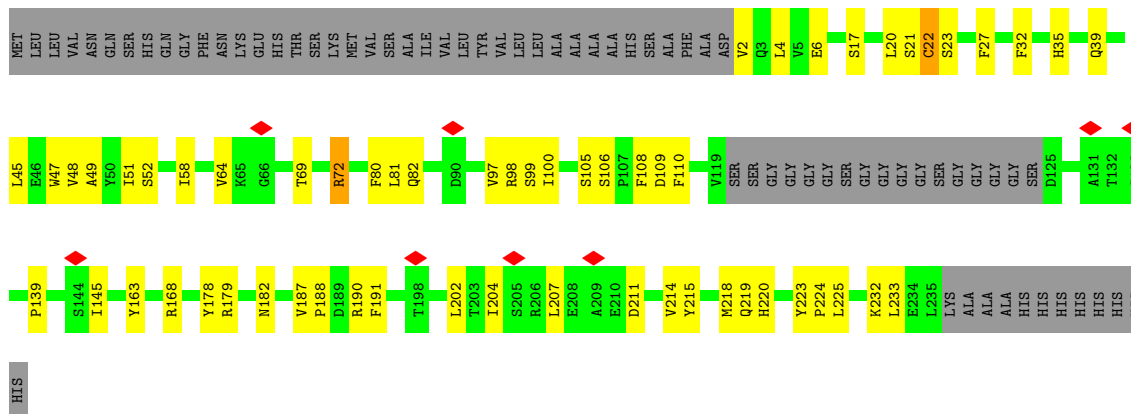 MET LEU LEU VAL ASN GLN SER HIS GLN GLY PHE ASN LYS GLU HIS THR SER LYS MET VAL SER ALA ILE VAL LEU TYR VAL LEU LEU ALA ALA ALA ALA HIS SER ALA PHE ALA ASP V2 Q3 L4 V5 E6 S17 L20 S21 C22 S23 F27 F32 H35 Q39
L45 E46 W47 V48 A49 Y50 I51 S52 I58 V64 K65 G66 T69 R72 F80 L81 Q82 D90 V97 R98 S99 I100 S105 S106 P107 F108 D109 F110 V119 SER SER GLY GLY GLY GLY SER GLY GLY GLY GLY SER GLY GLY GLY GLY SER D125 A131 T132
P139 S144 I145 Y163 R168 Y178 R179 N182 V187 P188 D189 R190 F191 T198 L202 T203 I204 S205 R206 L207 E208 A209 E210 D211 V214 Y215 M218 Q219 H220 Y223 P224 L225 K232 L233 E234 L235 LYS ALA ALA ALA HIS HIS HIS HIS HIS
HIS